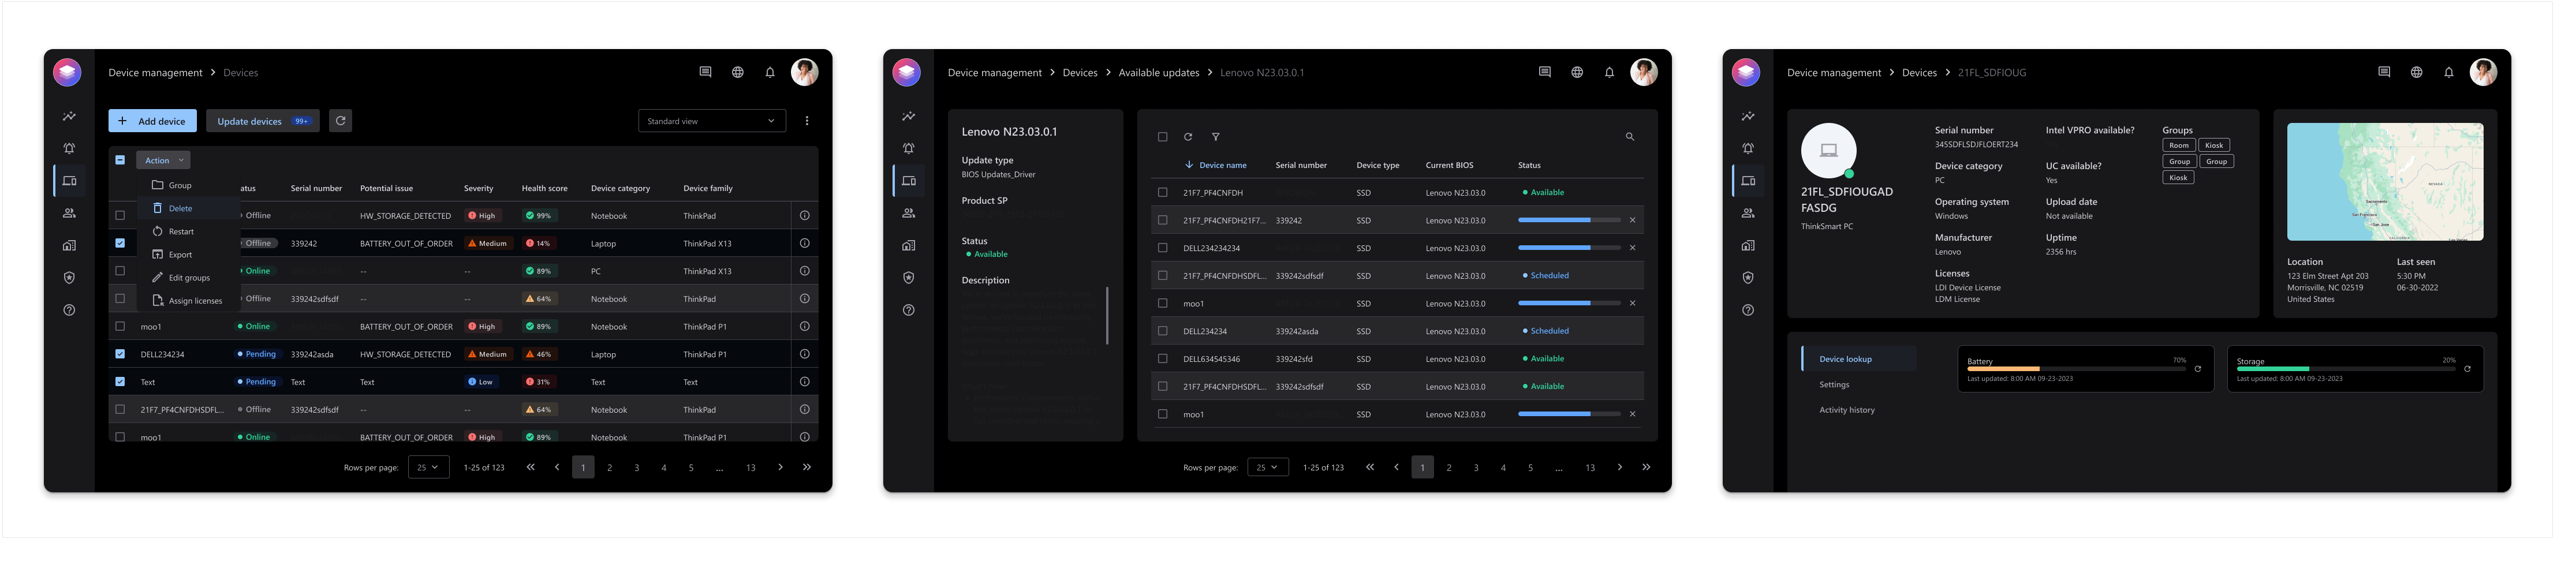 Device management > Devices
+ Add device
Update devices 99+
Standard view
Action
Group
Delete
Restart
Export
Edit groups
Assign licenses
atus Serial number Potential issue Severity Health score Device category Device family
Offline HW_STORAGE_DETECTED High 99% Notebook ThinkPad
Offline 339242 BATTERY_OUT_OF_ORDER Medium 14% Laptop ThinkPad X13
Online -- 89% PC ThinkPad X13
Offline 339242sdfsdf -- 64% Notebook ThinkPad
moo1 Online BATTERY_OUT_OF_ORDER High 89% Notebook ThinkPad P1
DELL234234 Pending 339242asda HW_STORAGE_DETECTED Medium 46% Laptop ThinkPad P1
Text Pending Text Text Low 31% Text Text
21F7_PF4CNFDHSDFL... Offline 339242sdfsdf -- 64% Notebook ThinkPad
moo1 Online BATTERY_OUT_OF_ORDER High 89% Notebook ThinkPad P1
Rows per page: 25 1-25 of 123 1 2 3 4 5 ... 13
Device management > Devices > Available updates > Lenovo N23.03.0.1
Lenovo N23.03.0.1
Update type
BIOS Updates_Driver
Product SP
Status
Available
Description
Device name Serial number Device type Current BIOS Status
21F7_PF4CNFDH SSD Lenovo N23.03.0 Available
21F7_PF4CNFDH21F7... 339242 SSD Lenovo N23.03.0
DELL234234234 SSD Lenovo N23.03.0
21F7_PF4CNFDHSDFL... 339242sdfsdf SSD Lenovo N23.03.0 Scheduled
moo1 SSD Lenovo N23.03.0
DELL234234 339242asda SSD Lenovo N23.03.0 Scheduled
DELL634545346 339242sfd SSD Lenovo N23.03.0 Available
21F7_PF4CNFDHSDFL... 339242sdfsdf SSD Lenovo N23.03.0 Available
moo1 SSD Lenovo N23.03.0
Rows per page: 25 1-25 of 123 1 2 3 4 5 ... 13
Device management > Devices > 21FL_SDFIOUG
21FL_SDFIOUGAD
FASDG
ThinkSmart PC
Serial number
345SDFLSDJFLOERT234
Device category
PC
Operating system
Windows
Manufacturer
Lenovo
Licenses
LDI Device License
LDM License
Intel VPRO available?
UC available?
Yes
Upload date
Not available
Uptime
2356 hrs
Groups
Room Kiosk
Group Group
Kiosk
Sacramento
San Francisco
San Jose
Las Vegas
Location
123 Elm Street Apt 203
Morrisville, NC 02519
United States
Last seen
5:30 PM
06-30-2022
Device lookup
Settings
Activity history
Battery 70%
Last updated: 8:00 AM 09-23-2023
Storage 20%
Last updated: 8:00 AM 09-23-2023